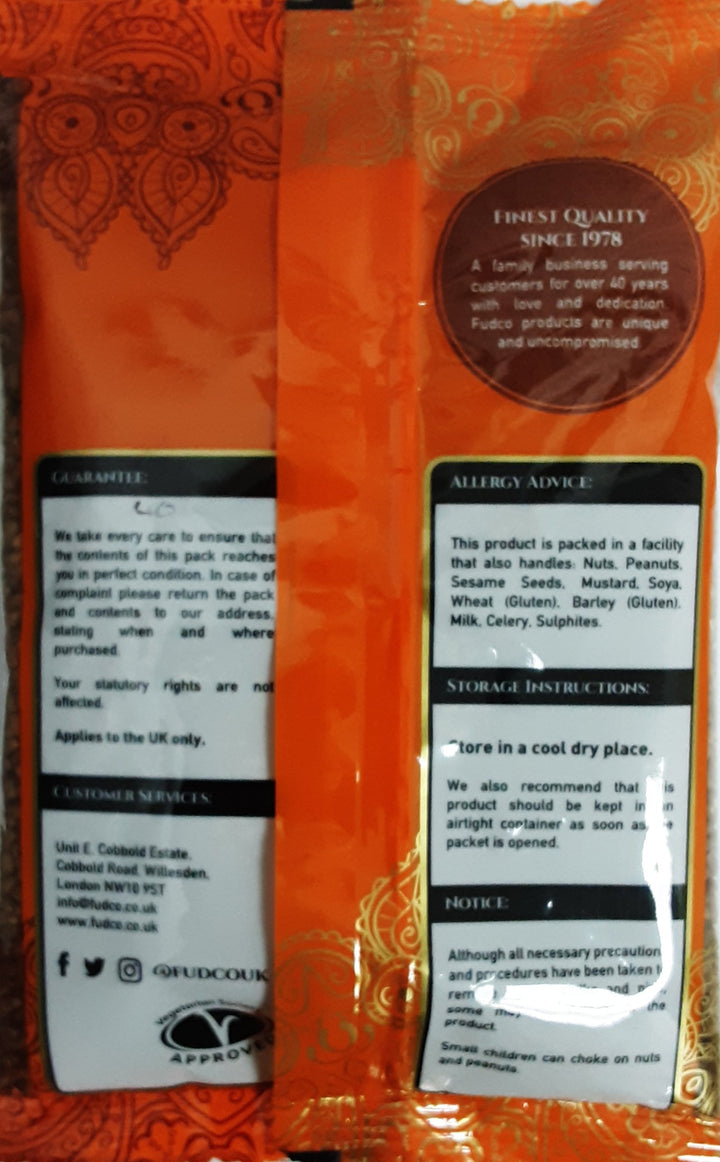 FINEST QUALITY
SINCE 1978
A family business serving
customers for over 40 years
with love and dedication.
Fudco products are unique
and uncompromised
GUARANTEE:
We take every care to ensure that
the contents of this pack reaches
you in perfect condition. In case of
complaint please return the pack
and contents to our address,
stating when and where
purchased.
Your statutory rights are not
affected.
Applies to the UK only.
CUSTOMER SERVICES:
Unit E, Cobbold Estate,
Cobbold Road, Willesden,
London NW10 9ST
info@fudco.co.uk
www.fudco.co.uk
@FUDCOUK
Vegetarian Society
APPROVED
ALLERGY ADVICE:
This product is packed in a facility
that also handles: Nuts, Peanuts,
Sesame Seeds, Mustard, Soya,
Wheat (Gluten), Barley (Gluten),
Milk, Celery, Sulphites.
STORAGE INSTRUCTIONS:
Store in a cool dry place.
We also recommend that
product should be kept in
airtight container as soon as
packet is opened.
NOTICE:
Although all necessary precaution
and procedures have been taken
and
some may the
product.
Small children can choke on nuts
and peanuts.